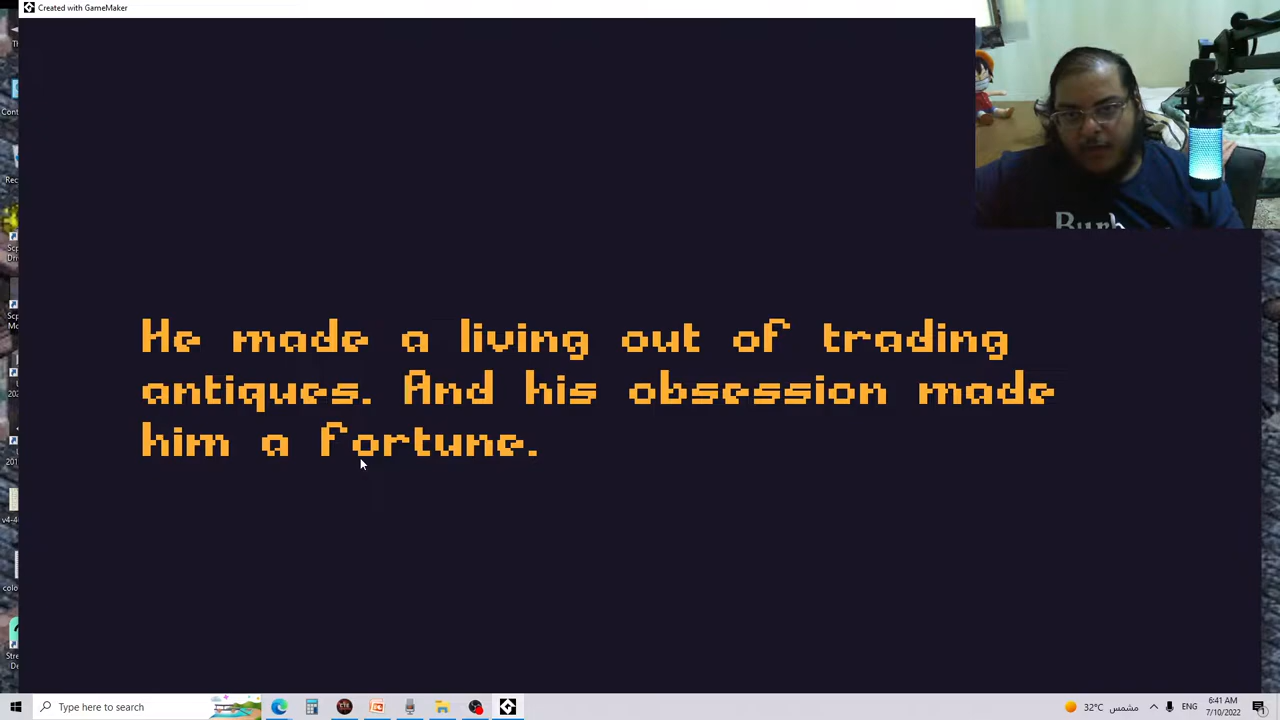 Created with GameMaker
He made a living out of trading
antiques. And his obsession made
him a fortune.
Type here to search
32°C مشمس
ENG
6:41 AM
7/10/2022